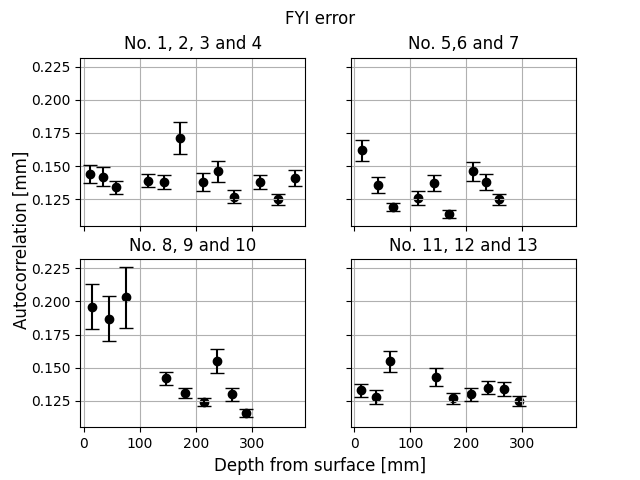 FYI error
No. 1, 2, 3 and 4
No. 5,6 and 7
0.225
0.200
0.175
0.150
0.125
Autocorrelation [mm]
No. 8, 9 and 10
No. 11, 12 and 13
0.225
0.200
0.175
0.150
0.125
0 100 200 300
0 100 200 300
Depth from surface [mm]